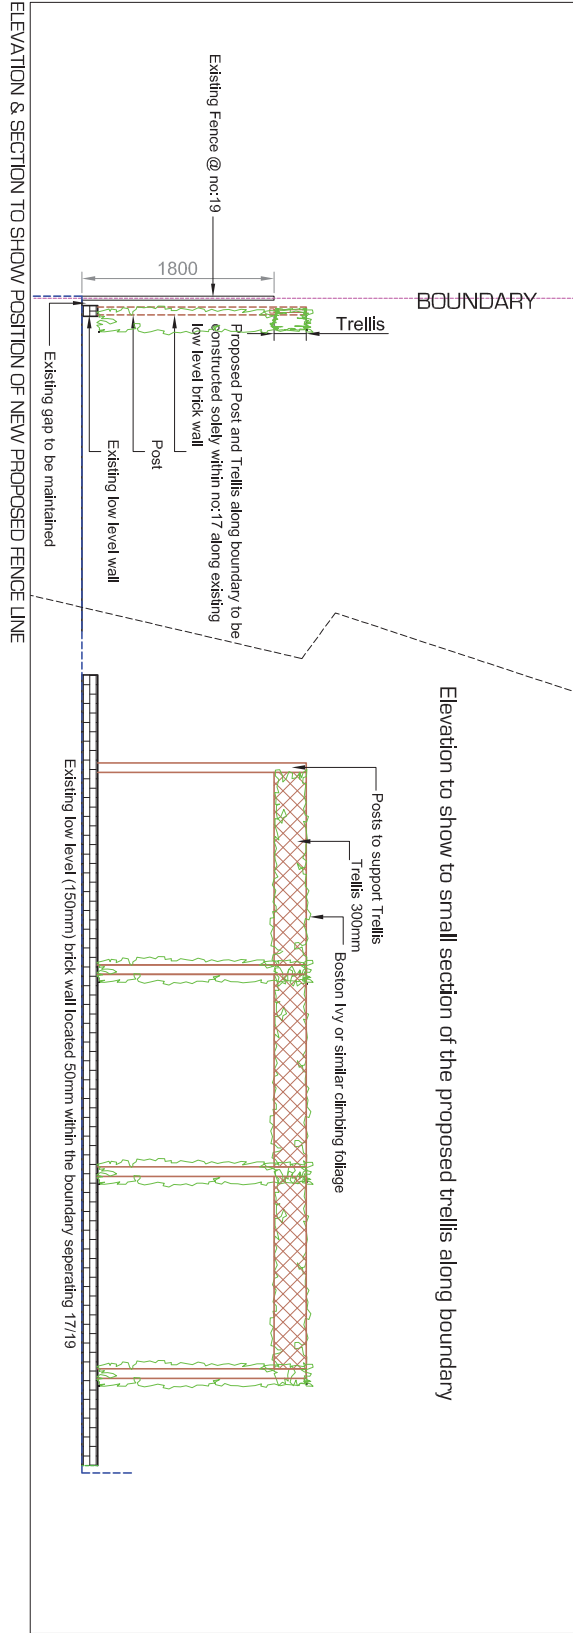 Elevation to show to small section of the proposed trellis along boundary
BOUNDARY
Trellis
Existing Fence @ no:19
1800
Proposed Post and Trellis along boundary to be
constructed solely within no:17 along existing
low level brick wall
Post
Existing low level wall
Existing gap to be maintained
Posts to support Trellis
Trellis 300mm
Boston Ivy or similar climbing foliage
Existing low level (150mm) brick wall located 50mm within the boundary seperating 17/19
ELEVATION & SECTION TO SHOW POSITION OF NEW PROPOSED FENCE LINE